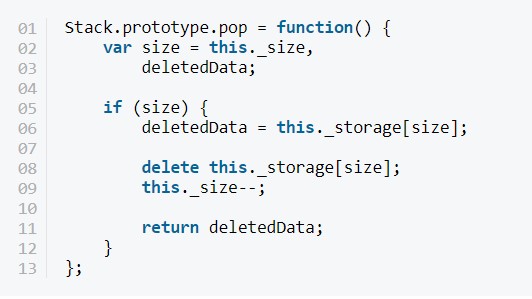 01 Stack.prototype.pop = function() {
02     var size = this._size,
03         deletedData;
04
05     if (size) {
06         deletedData = this._storage[size];
07
08         delete this._storage[size];
09         this._size--;
10
11         return deletedData;
12     }
13 };